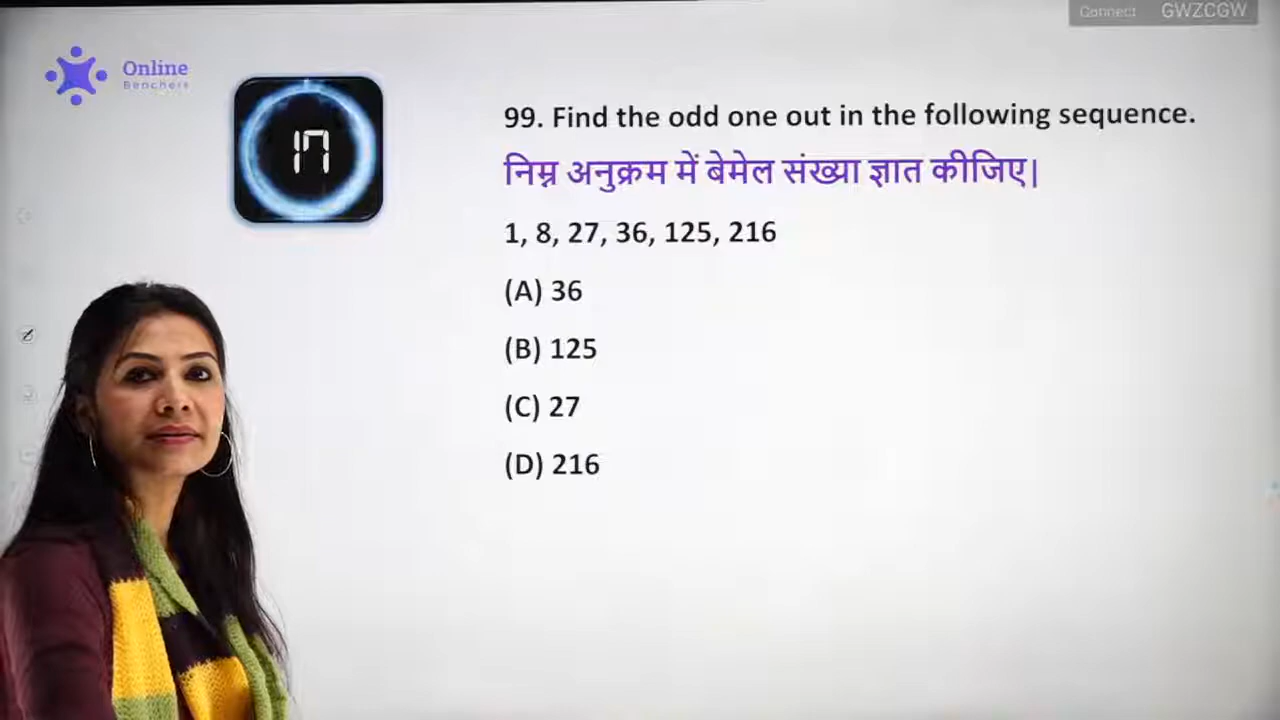 Connect GWZCGW
Online
Benchers
17
99. Find the odd one out in the following sequence.
निम्न अनुक्रम में बेमेल संख्या ज्ञात कीजिए।
1, 8, 27, 36, 125, 216
(A) 36
(B) 125
(C) 27
(D) 216